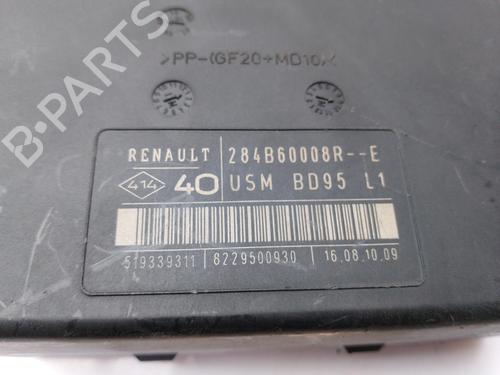 >PP-(GF20+MD10)<
B-PARTS
RENAULT 284B60008R--E
414 40 USM BD95 L1
519339311 8229500930 16.08.10.09